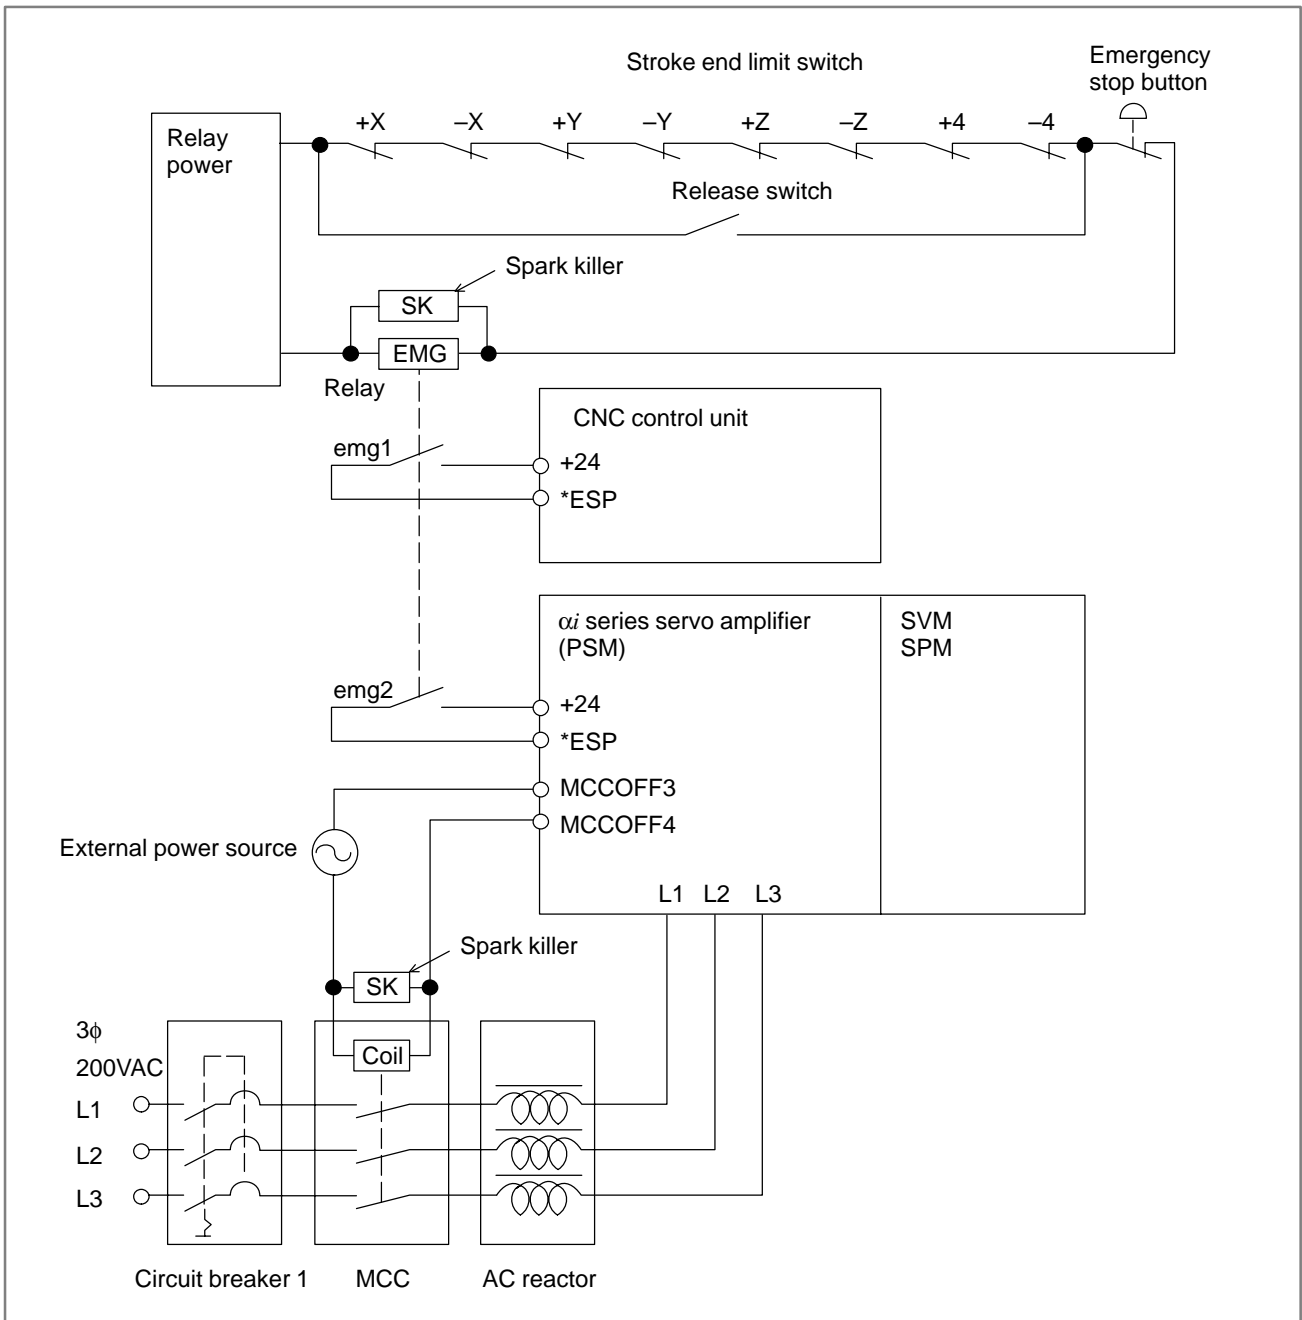 Stroke end limit switch
Emergency
stop button
Relay
power
+X
–X
+Y
–Y
+Z
–Z
+4
–4
Release switch
Spark killer
SK
EMG
Relay
CNC control unit
emg1
+24
*ESP
αi series servo amplifier
(PSM)
SVM
SPM
emg2
+24
*ESP
MCCOFF3
MCCOFF4
External power source
L1 L2 L3
Spark killer
SK
3ϕ
200VAC
Coil
L1
L2
L3
Circuit breaker 1
MCC
AC reactor